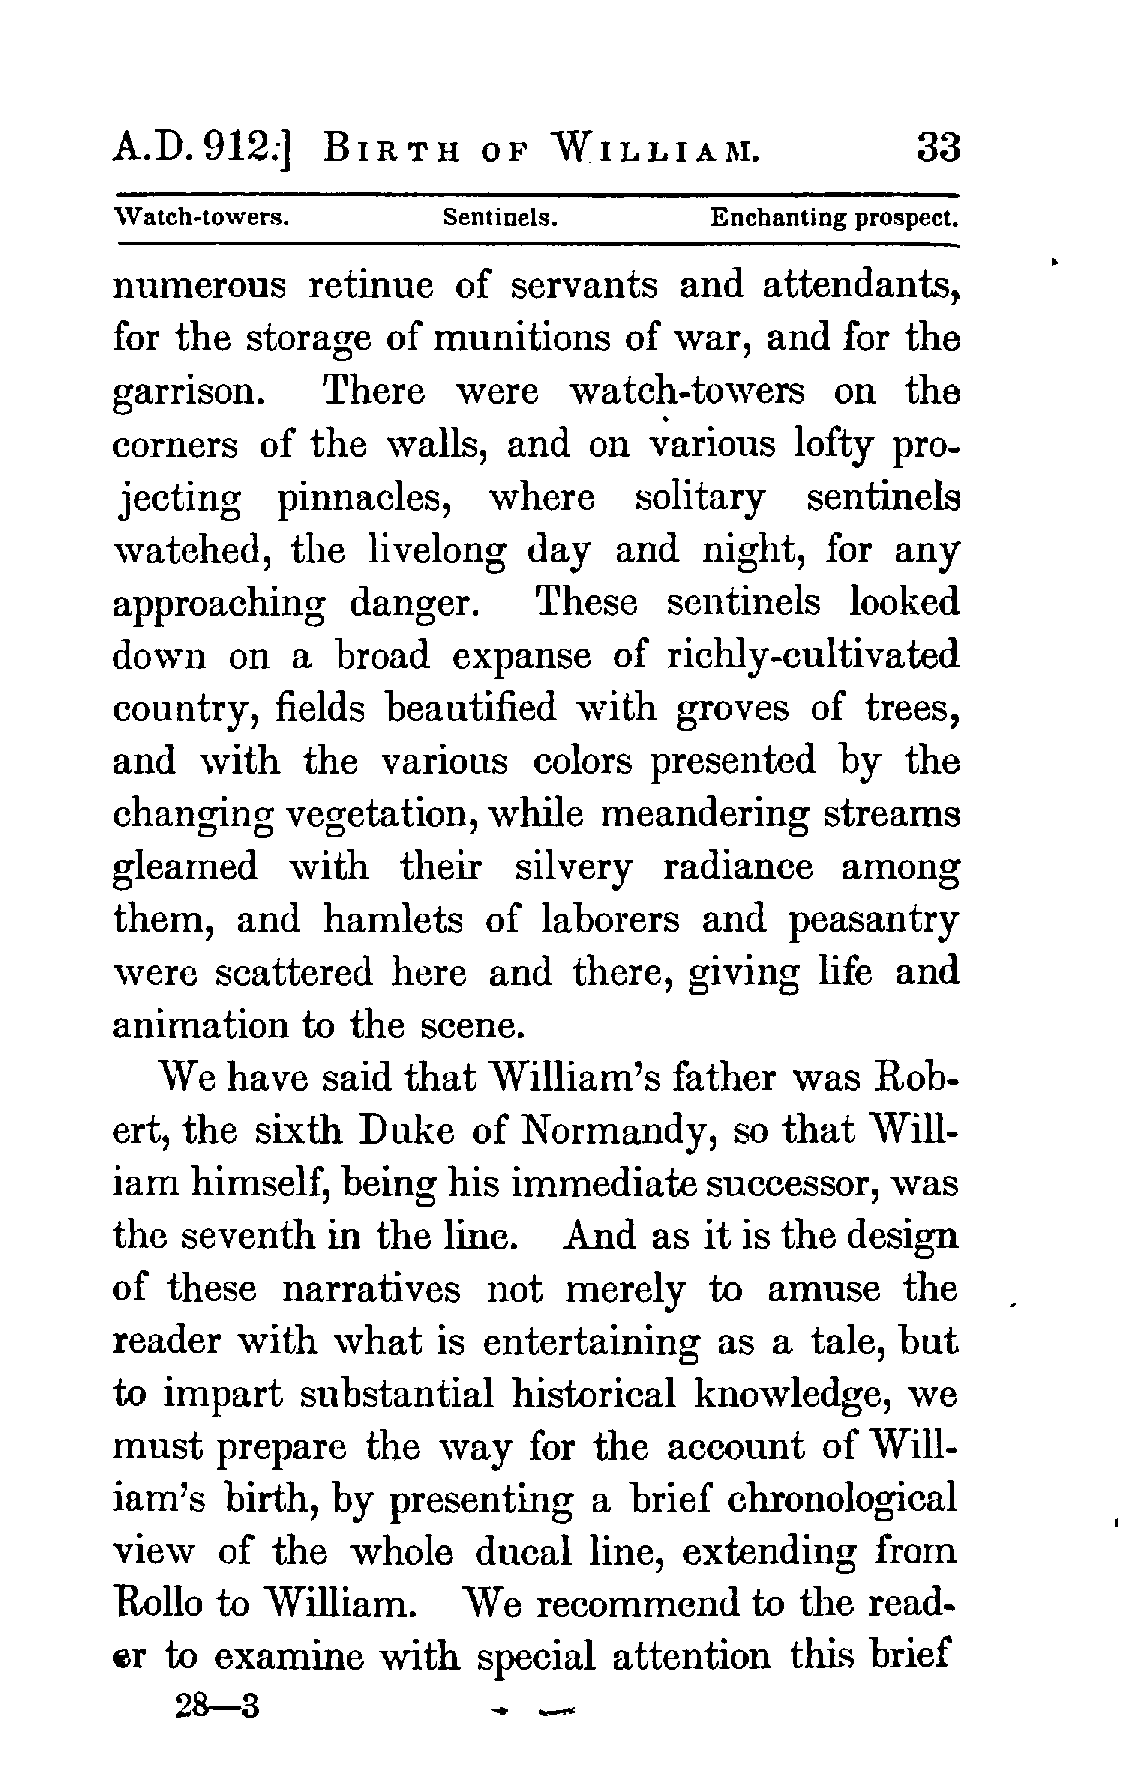 A.D. 912.] BIRTH OF WILLIAM. 33
Watch-towers. Sentinels. Enchanting prospect.
numerous retinue of servants and attendants,
for the storage of munitions of war, and for the
garrison. There were watch-towers on the
corners of the walls, and on various lofty pro-
jecting pinnacles, where solitary sentinels
watched, the livelong day and night, for any
approaching danger. These sentinels looked
down on a broad expanse of richly-cultivated
country, fields beautified with groves of trees,
and with the various colors presented by the
changing vegetation, while meandering streams
gleamed with their silvery radiance among
them, and hamlets of laborers and peasantry
were scattered here and there, giving life and
animation to the scene.
We have said that William's father was Rob-
ert, the sixth Duke of Normandy, so that Will-
iam himself, being his immediate successor, was
the seventh in the line. And as it is the design
of these narratives not merely to amuse the
reader with what is entertaining as a tale, but
to impart substantial historical knowledge, we
must prepare the way for the account of Will-
iam's birth, by presenting a brief chronological
view of the whole ducal line, extending from
Rollo to William. We recommend to the read-
er to examine with special attention this brief
28—3